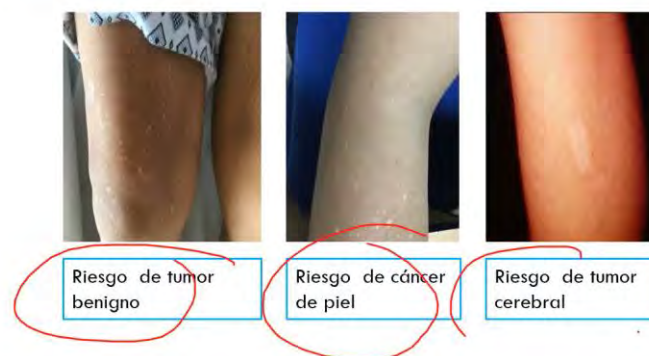 Riesgo de tumor
benigno
Riesgo de cáncer
de piel
Riesgo de tumor
cerebral